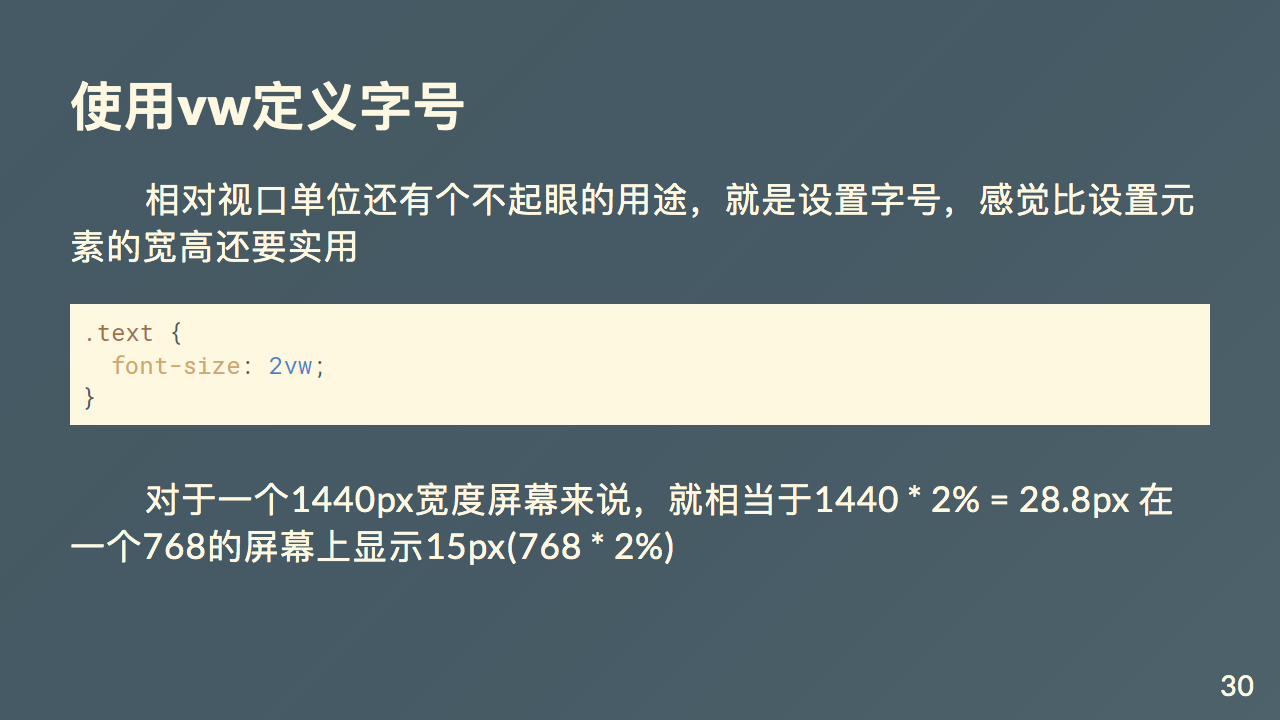 使用vw定义字号
相对视口单位还有个不起眼的用途，就是设置字号，感觉比设置元
素的宽高还要实用
.text {
  font-size: 2vw;
}
对于一个1440px宽度屏幕来说，就相当于1440 * 2% = 28.8px 在
一个768的屏幕上显示15px(768 * 2%)
30